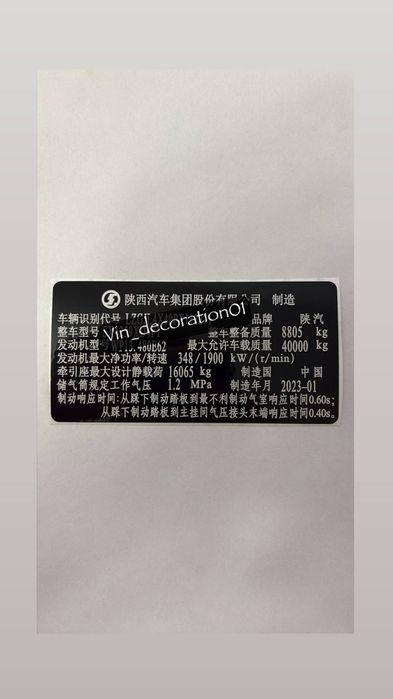 陕西汽车集团股份有限公司 制造
车辆识别代号 品牌 陕汽
Vin_decoration01
整车型号 整车整备质量 8805 kg
发动机型号 最大允许车载质量 40000 kg
发动机最大净功率/转速 348/1900 kW/(r/min)
牵引座最大设计静载荷 16065 kg 制造国 中国
储气筒规定工作气压 1.2 MPa 制造年月 2023-01
制动响应时间:从踩下制动踏板到最不利制动气室响应时间0.60s;
从踩下制动踏板到主挂间气压接头末端响应时间0.40s。